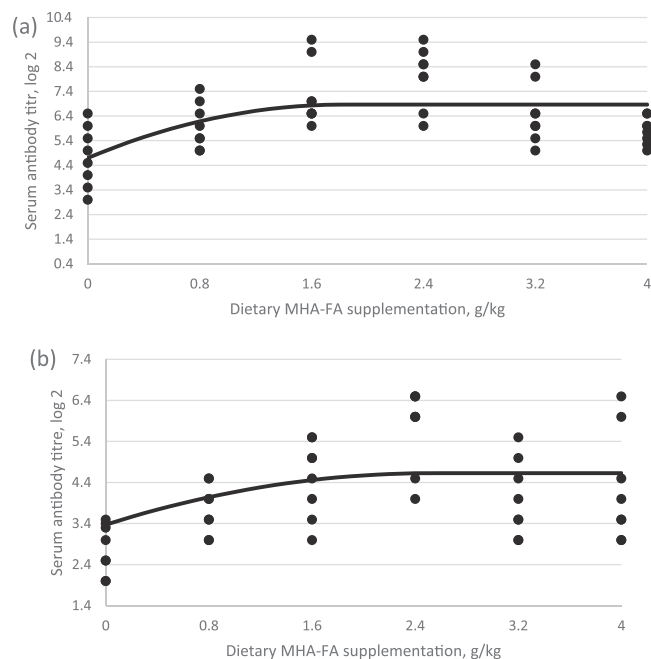 (a)
Serum antibody titr, log 2
10.4
9.4
8.4
7.4
6.4
5.4
4.4
3.4
2.4
1.4
0.4
0 0.8 1.6 2.4 3.2 4
Dietary MHA-FA supplementation, g/kg
(b)
Serum antibody titre, log 2
7.4
6.4
5.4
4.4
3.4
2.4
1.4
0 0.8 1.6 2.4 3.2 4
Dietary MHA-FA supplementation, g/kg